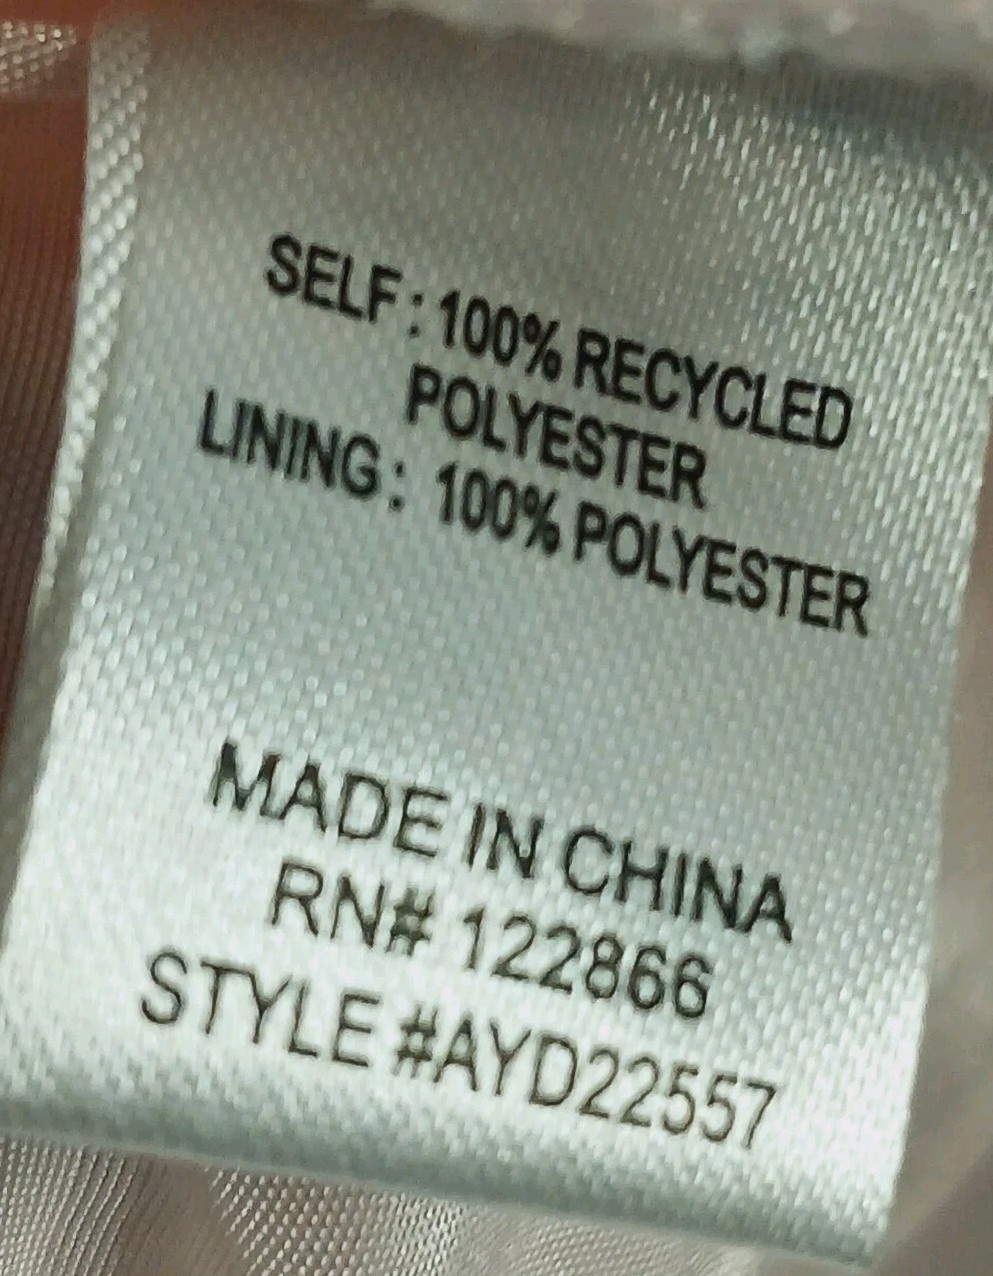 SELF : 100% RECYCLED
POLYESTER
LINING : 100% POLYESTER
MADE IN CHINA
RN# 122866
STYLE #AYD22557